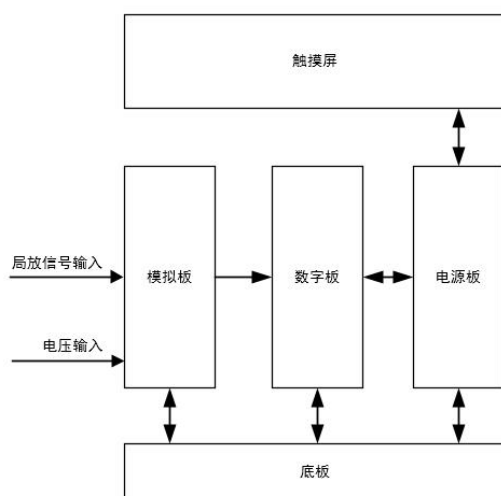 触摸屏
局放信号输入
模拟板
数字板
电源板
电压输入
底板